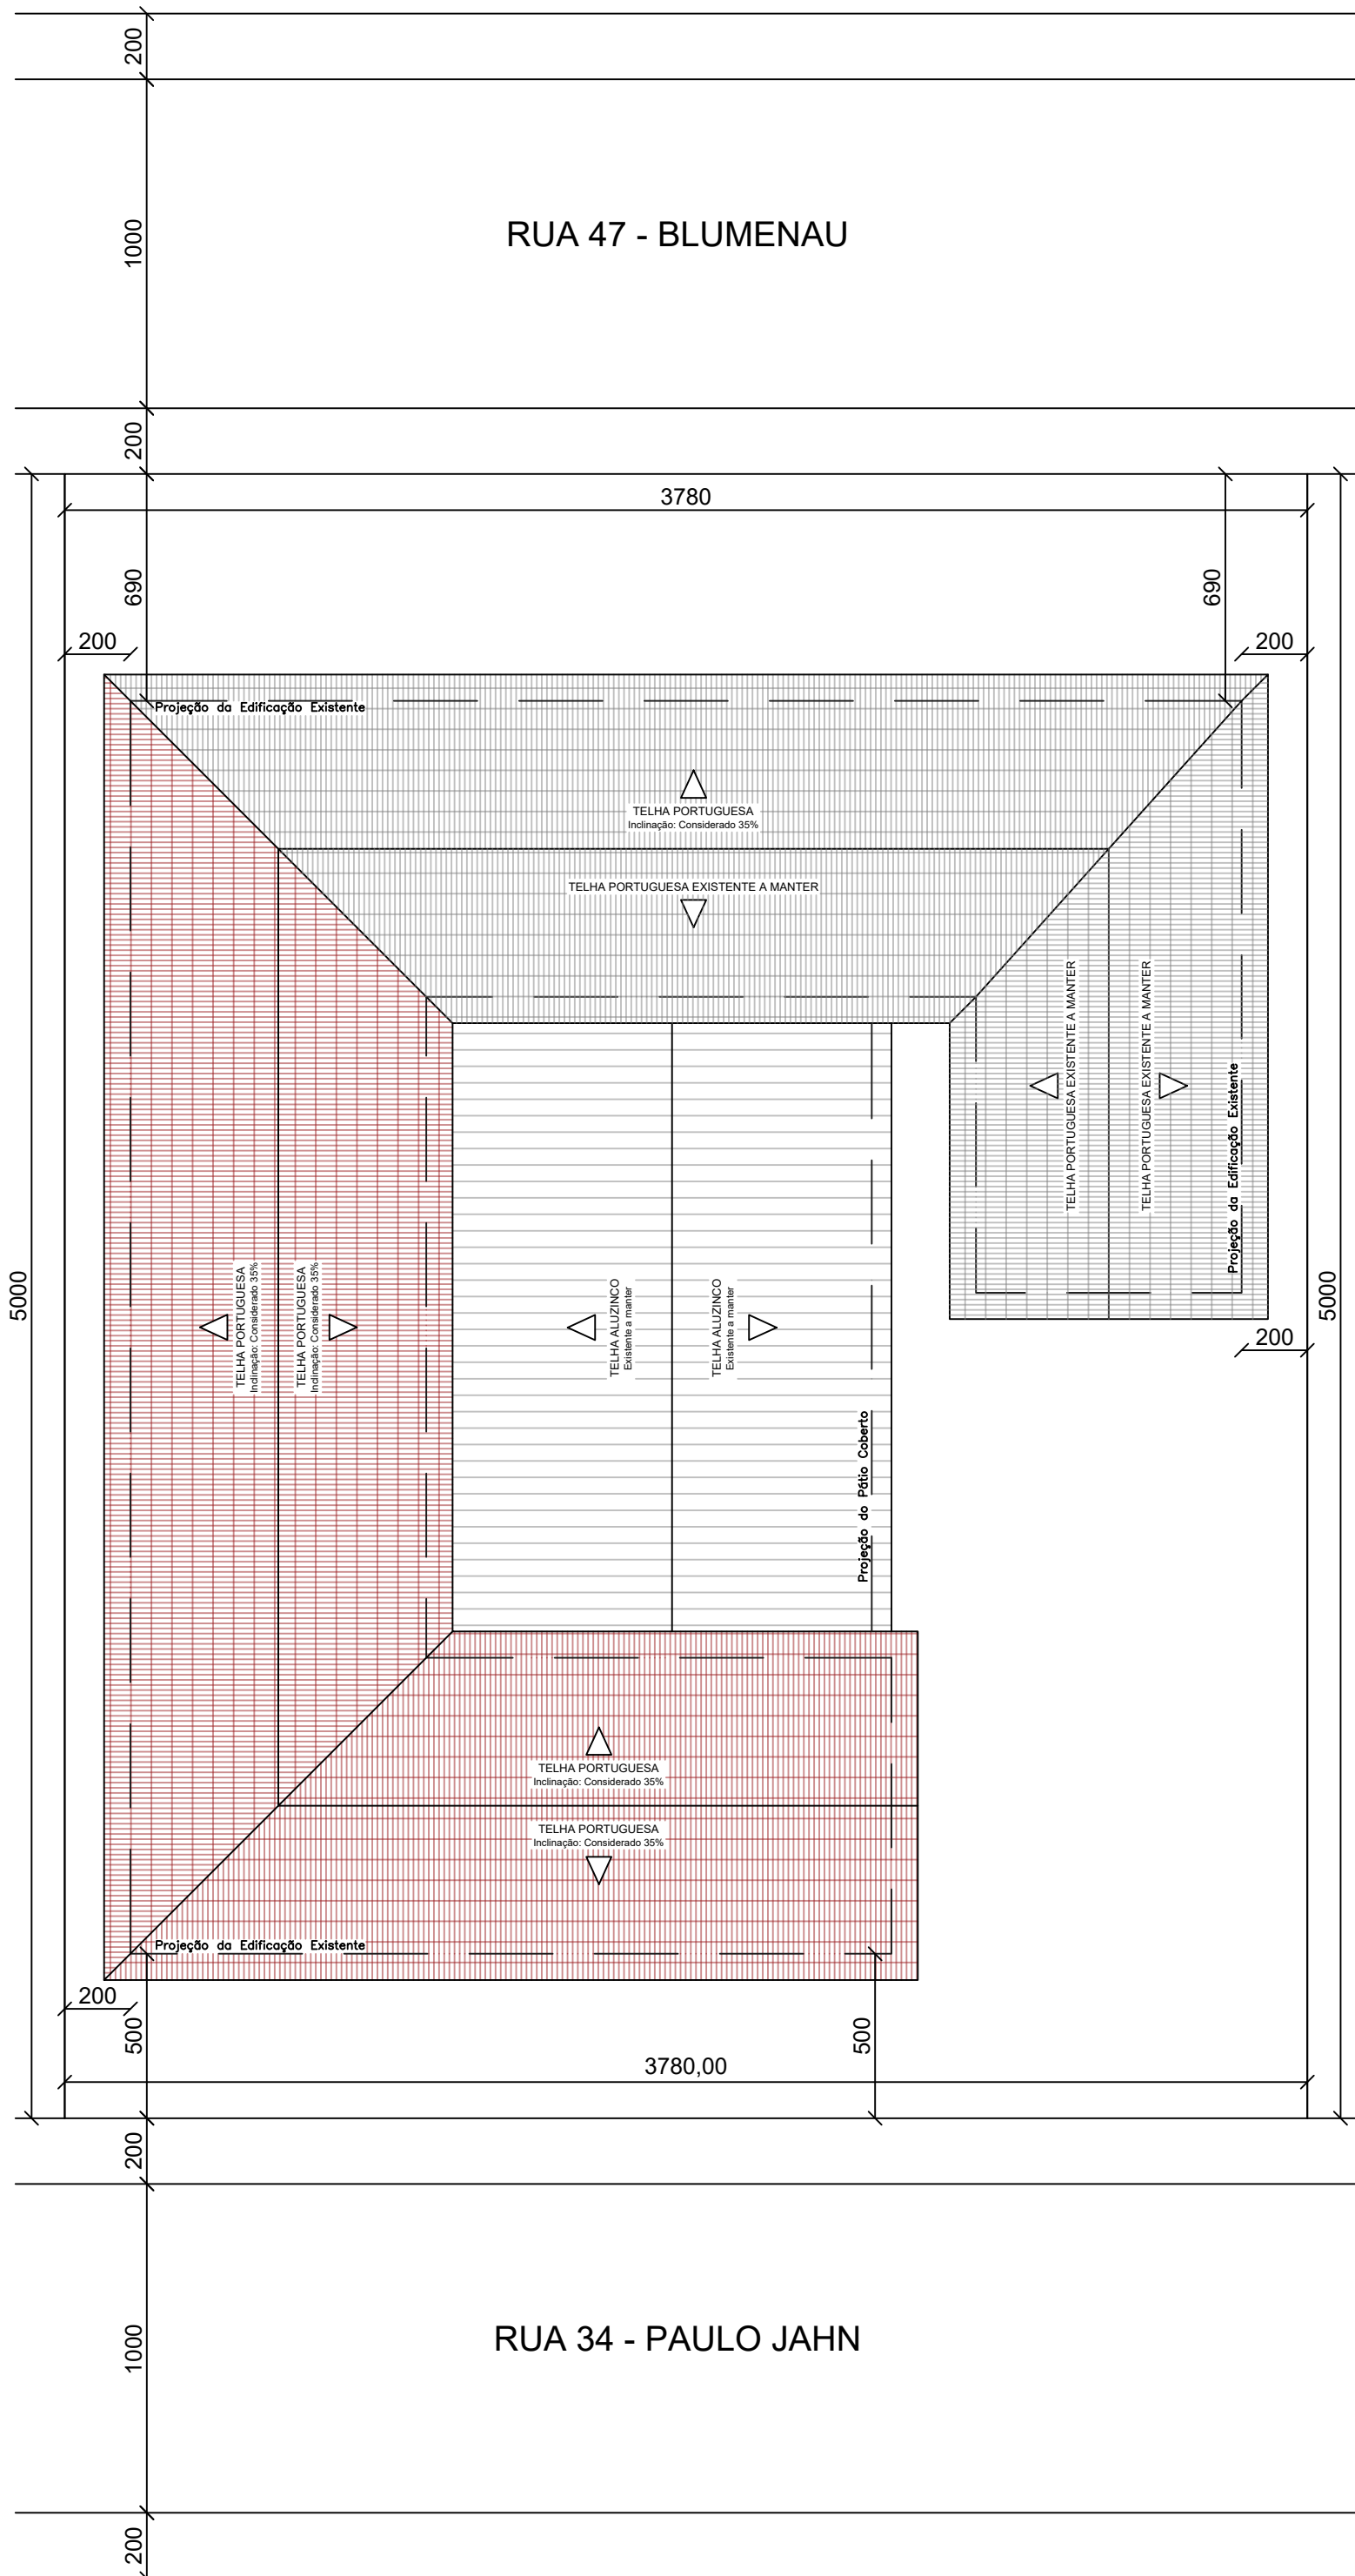 200
1000
RUA 47 - BLUMENAU
200
3780
690
690
200
200
Projeção da Edificação Existente
TELHA PORTUGUESA
Inclinação: Considerado 35%
TELHA PORTUGUESA EXISTENTE A MANTER
TELHA PORTUGUESA EXISTENTE A MANTER
TELHA PORTUGUESA EXISTENTE A MANTER
Projeção da Edificação Existente
5000
TELHA PORTUGUESA
Inclinação: Considerado 35%
TELHA PORTUGUESA
Inclinação: Considerado 35%
TELHA ALUZINCO
Existente a manter
TELHA ALUZINCO
Existente a manter
5000
200
Projeção do Pátio Coberto
TELHA PORTUGUESA
Inclinação: Considerado 35%
TELHA PORTUGUESA
Inclinação: Considerado 35%
Projeção da Edificação Existente
200
500
500
3780,00
200
RUA 34 - PAULO JAHN
1000
200